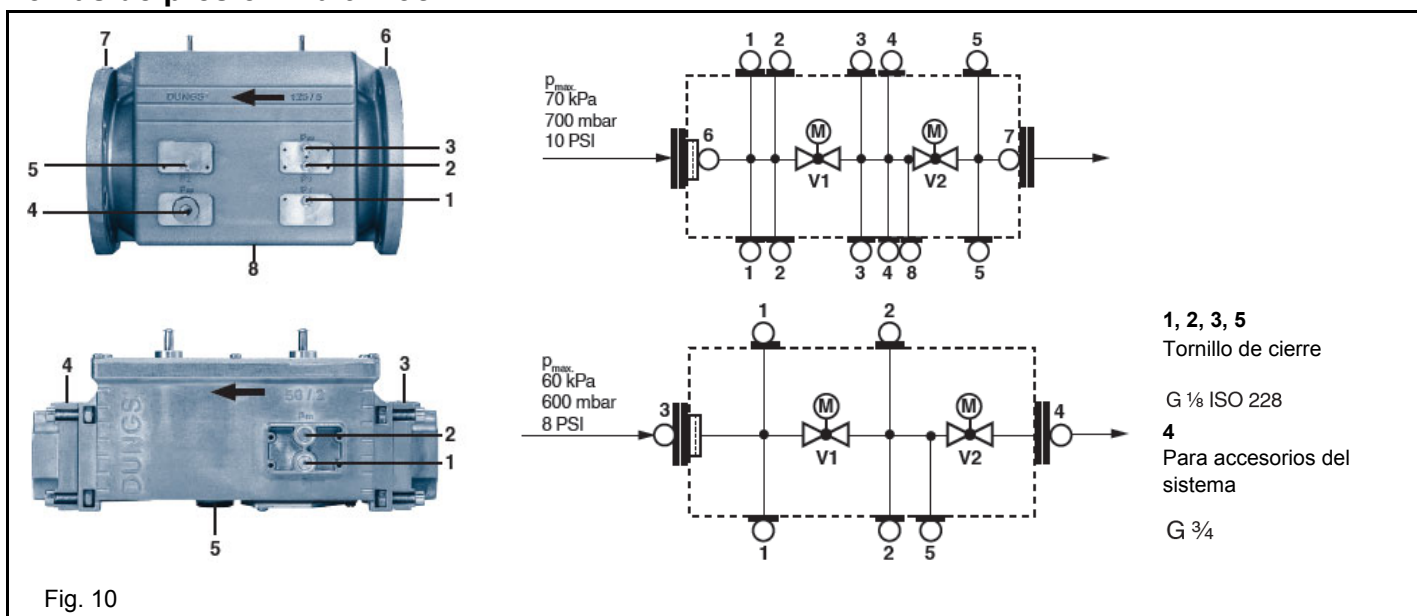 de presión
7
6
DUNGS
125/5
5
3
2
4
1
8
1 2 3 4 5
pmax.
70 kPa
700 mbar
10 PSI
6
M
M
7
V1
V2
1 2 3 4 8 5
4
3
DUNGS
50/2
2
1
5
1
2
pmax.
60 kPa
600 mbar
8 PSI
3
M
M
4
V1
V2
1
2
5
1, 2, 3, 5
Tornillo de cierre
G ⅛ ISO 228
4
Para accesorios del
sistema
G ¾
Fig. 10